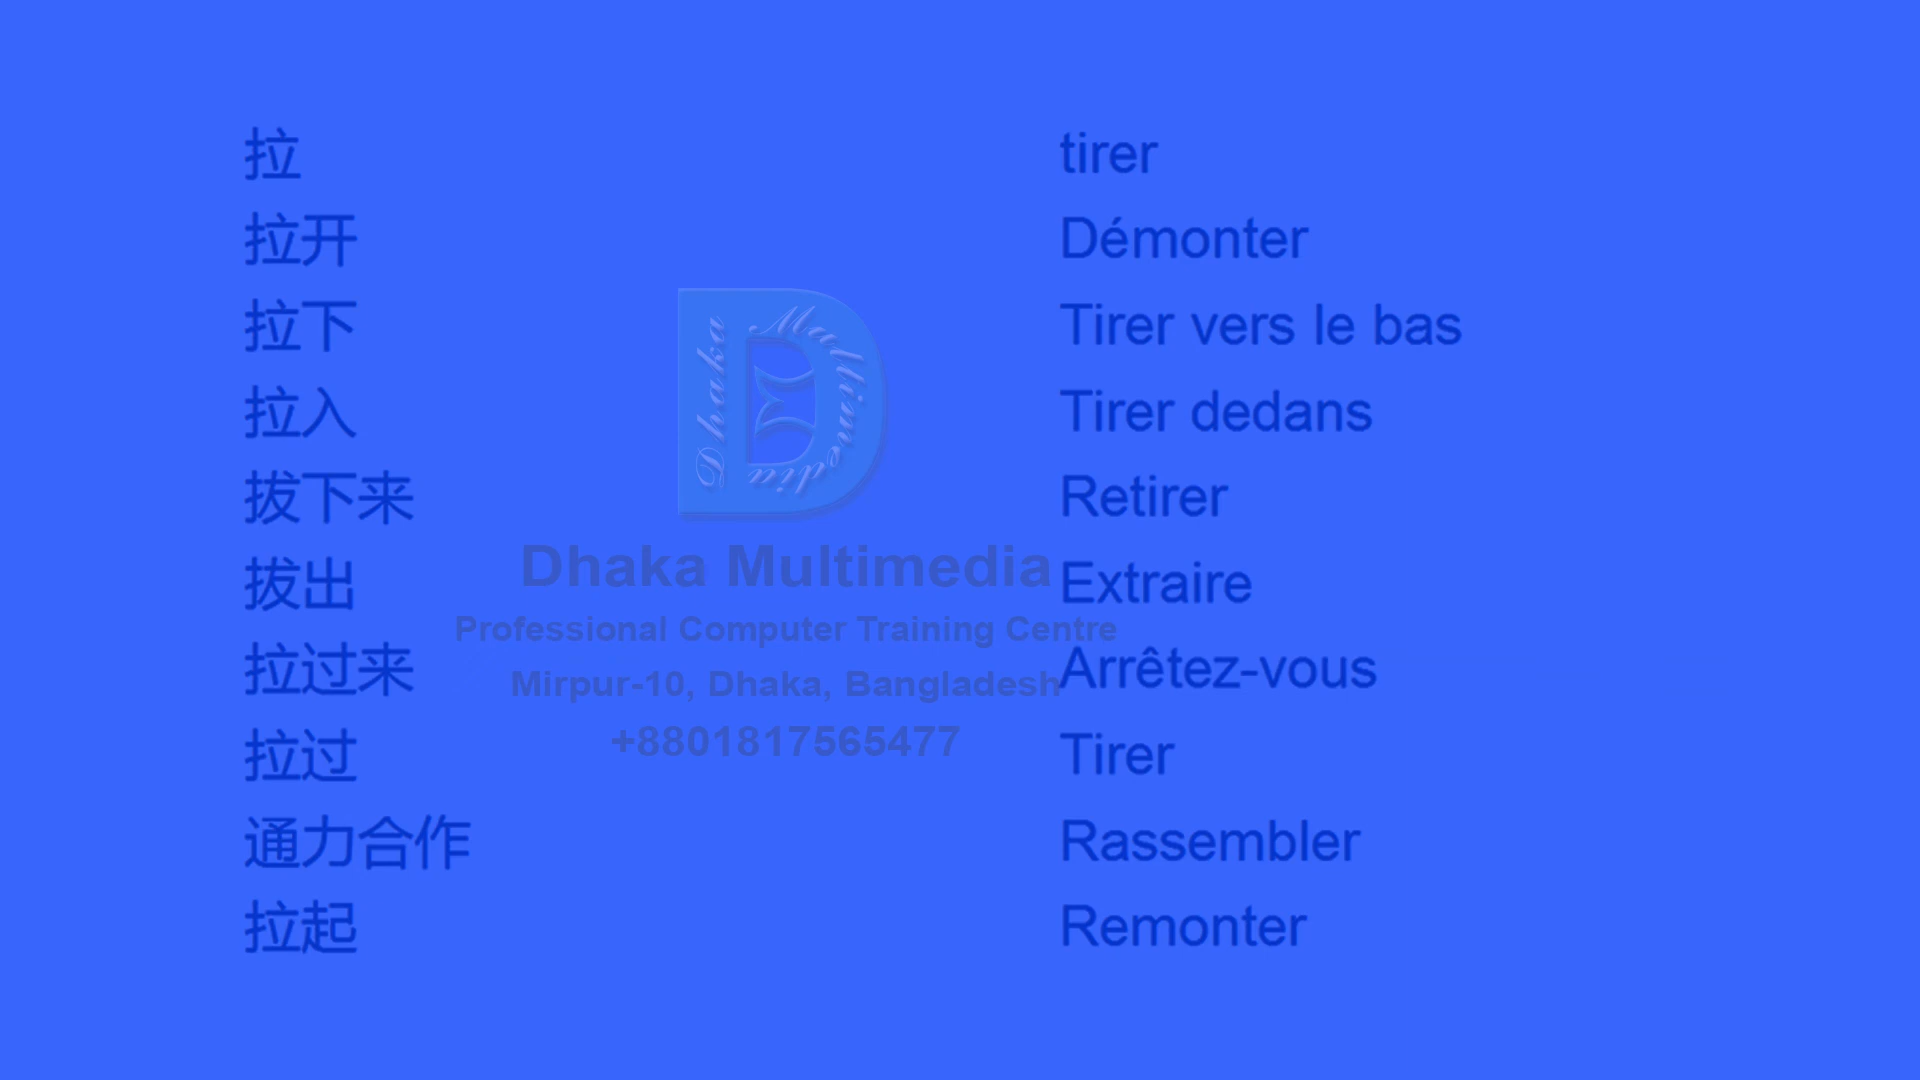 拉 tirer
拉开 Démonter
拉下 Tirer vers le bas
拉入 Tirer dedans
拔下来 Retirer
拔出 Extraire
拉过来 Arrêtez-vous
拉过 Tirer
通力合作 Rassembler
拉起 Remonter
Dhaka Multimedia
Dhaka Multimedia
Professional Computer Training Centre
Mirpur-10, Dhaka, Bangladesh
+8801817565477